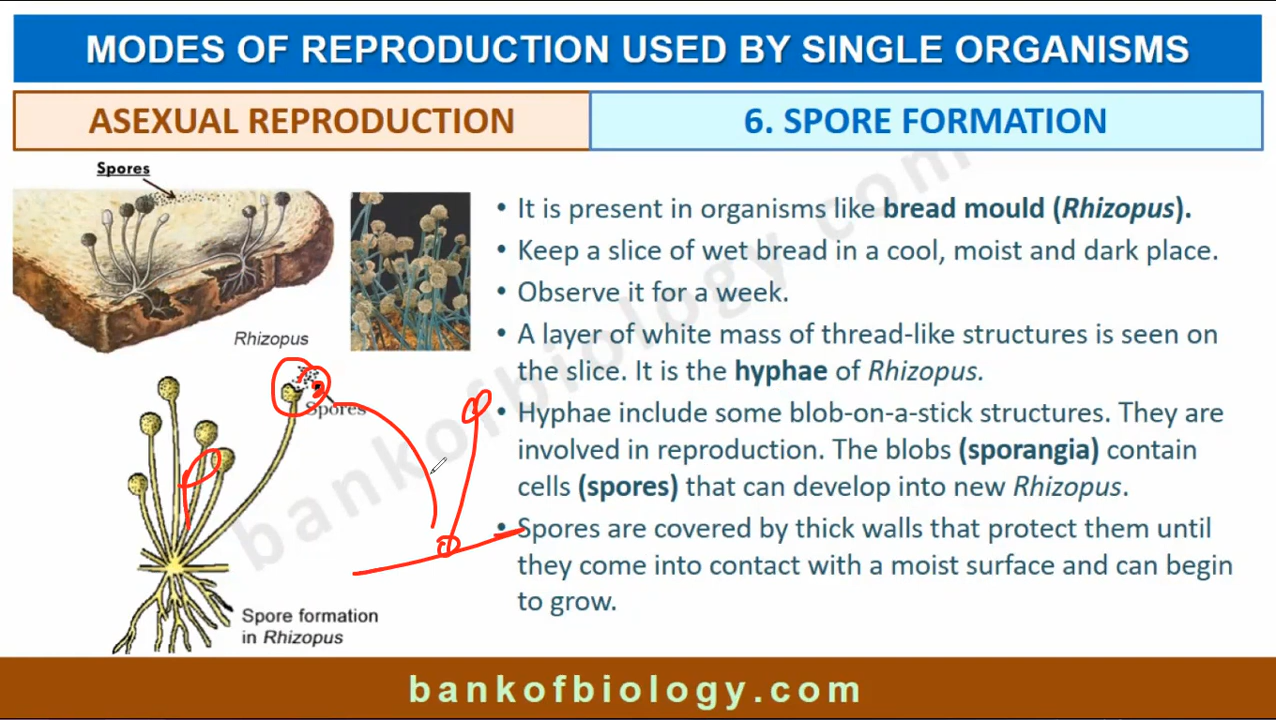 MODES OF REPRODUCTION USED BY SINGLE ORGANISMS
ASEXUAL REPRODUCTION
6. SPORE FORMATION
Spores
Rhizopus
Spores
Spore formation
in Rhizopus
• It is present in organisms like bread mould (Rhizopus).
• Keep a slice of wet bread in a cool, moist and dark place.
• Observe it for a week.
• A layer of white mass of thread-like structures is seen on
the slice. It is the hyphae of Rhizopus.
• Hyphae include some blob-on-a-stick structures. They are
involved in reproduction. The blobs (sporangia) contain
cells (spores) that can develop into new Rhizopus.
• Spores are covered by thick walls that protect them until
they come into contact with a moist surface and can begin
to grow.
bankofbiology.com
bankofbiology.com